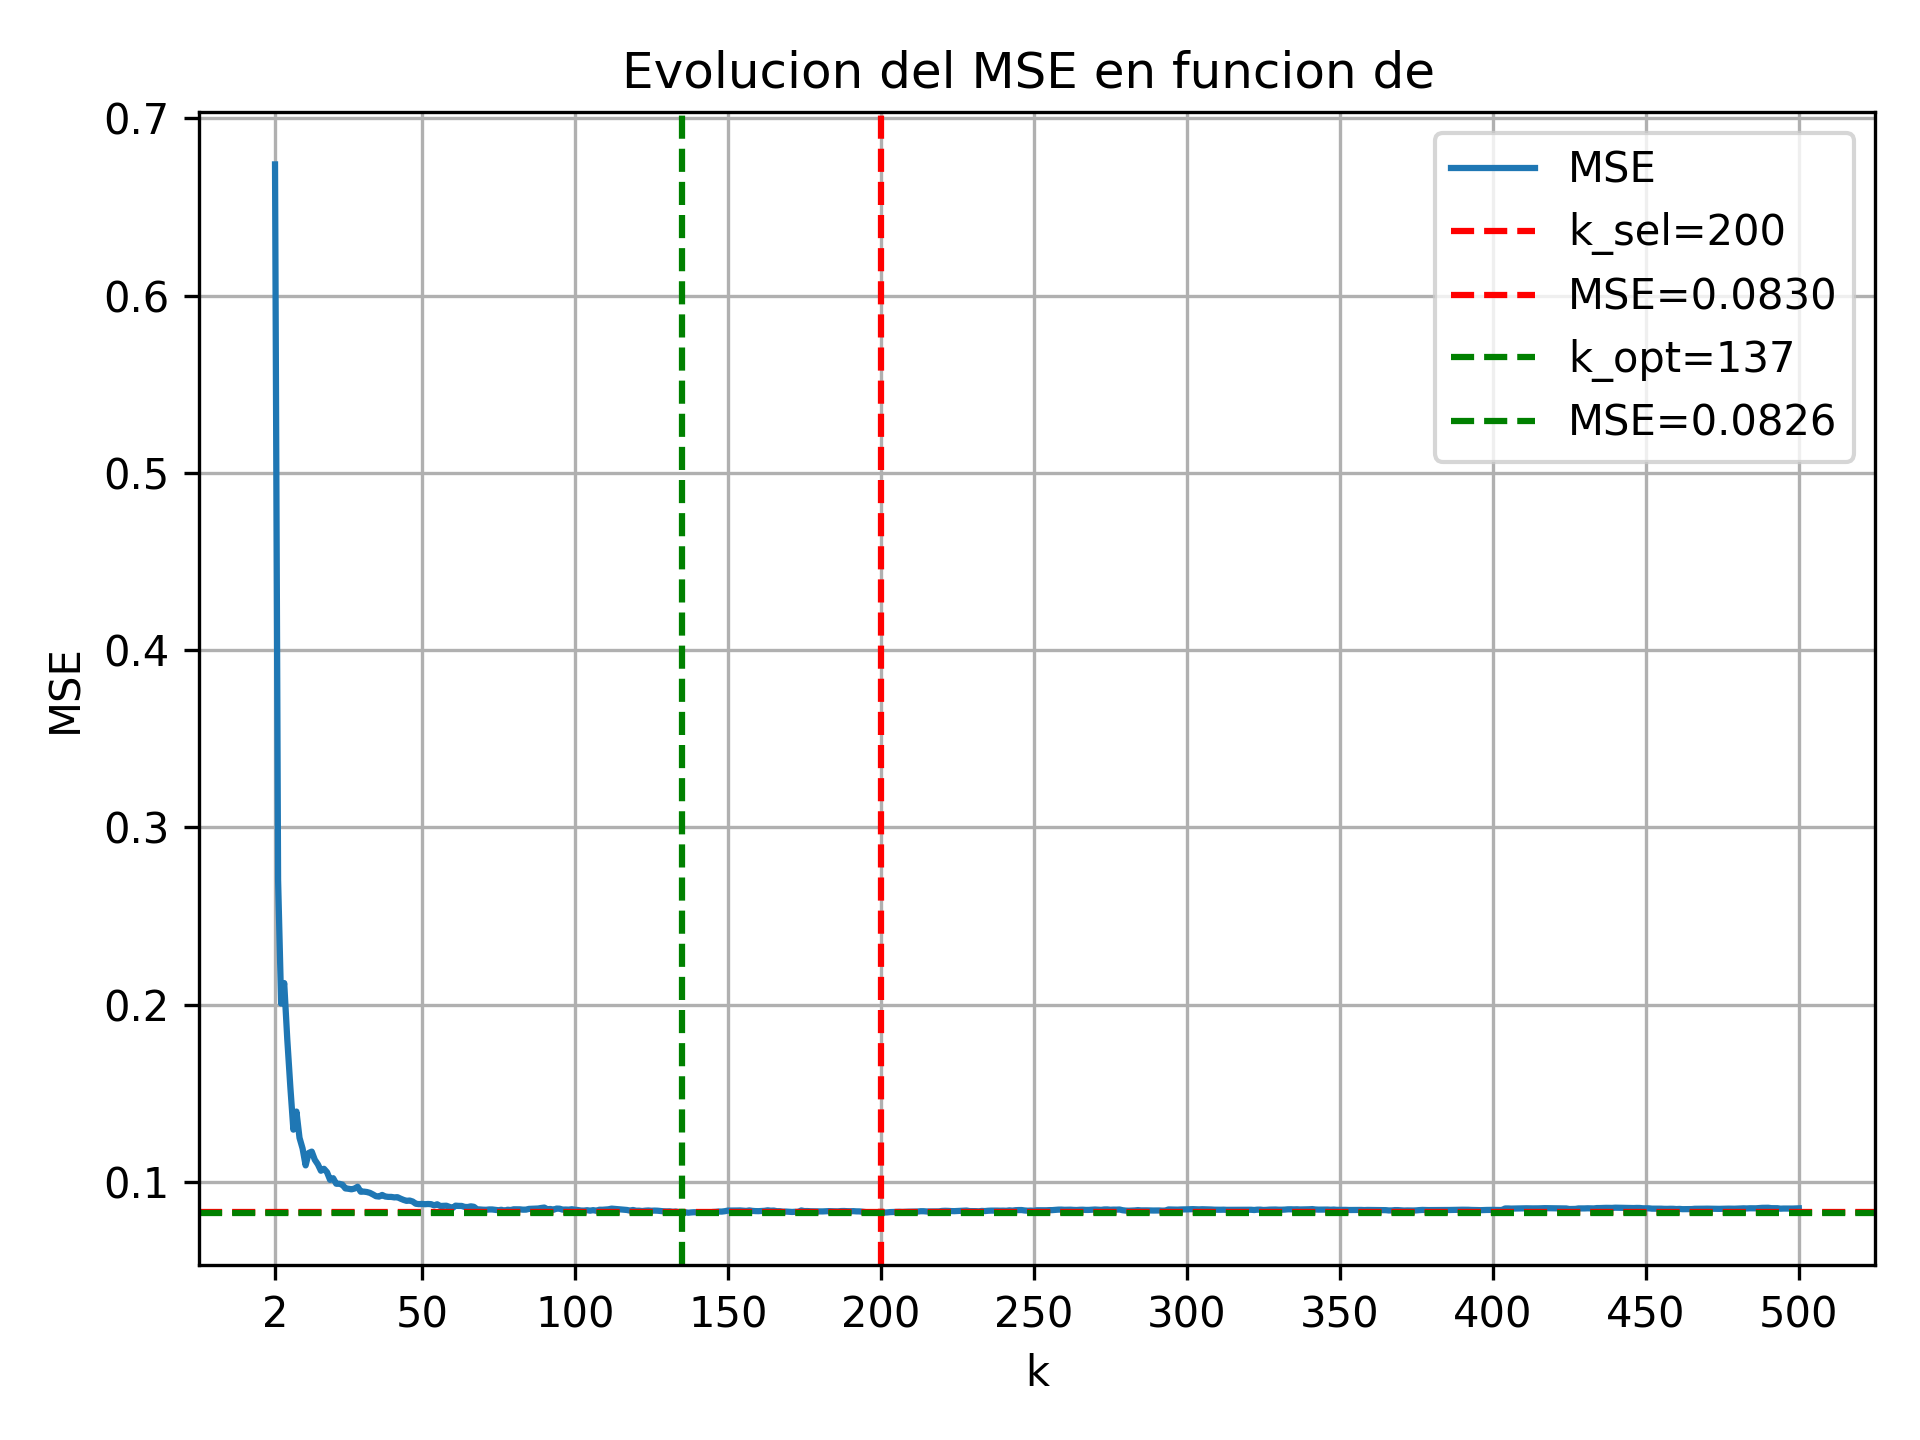 Evolucion del MSE en funcion de
MSE
k_sel=200
MSE=0.0830
k_opt=137
MSE=0.0826
0.7
0.6
0.5
0.4
0.3
0.2
0.1
MSE
2 50 100 150 200 250 300 350 400 450 500
k